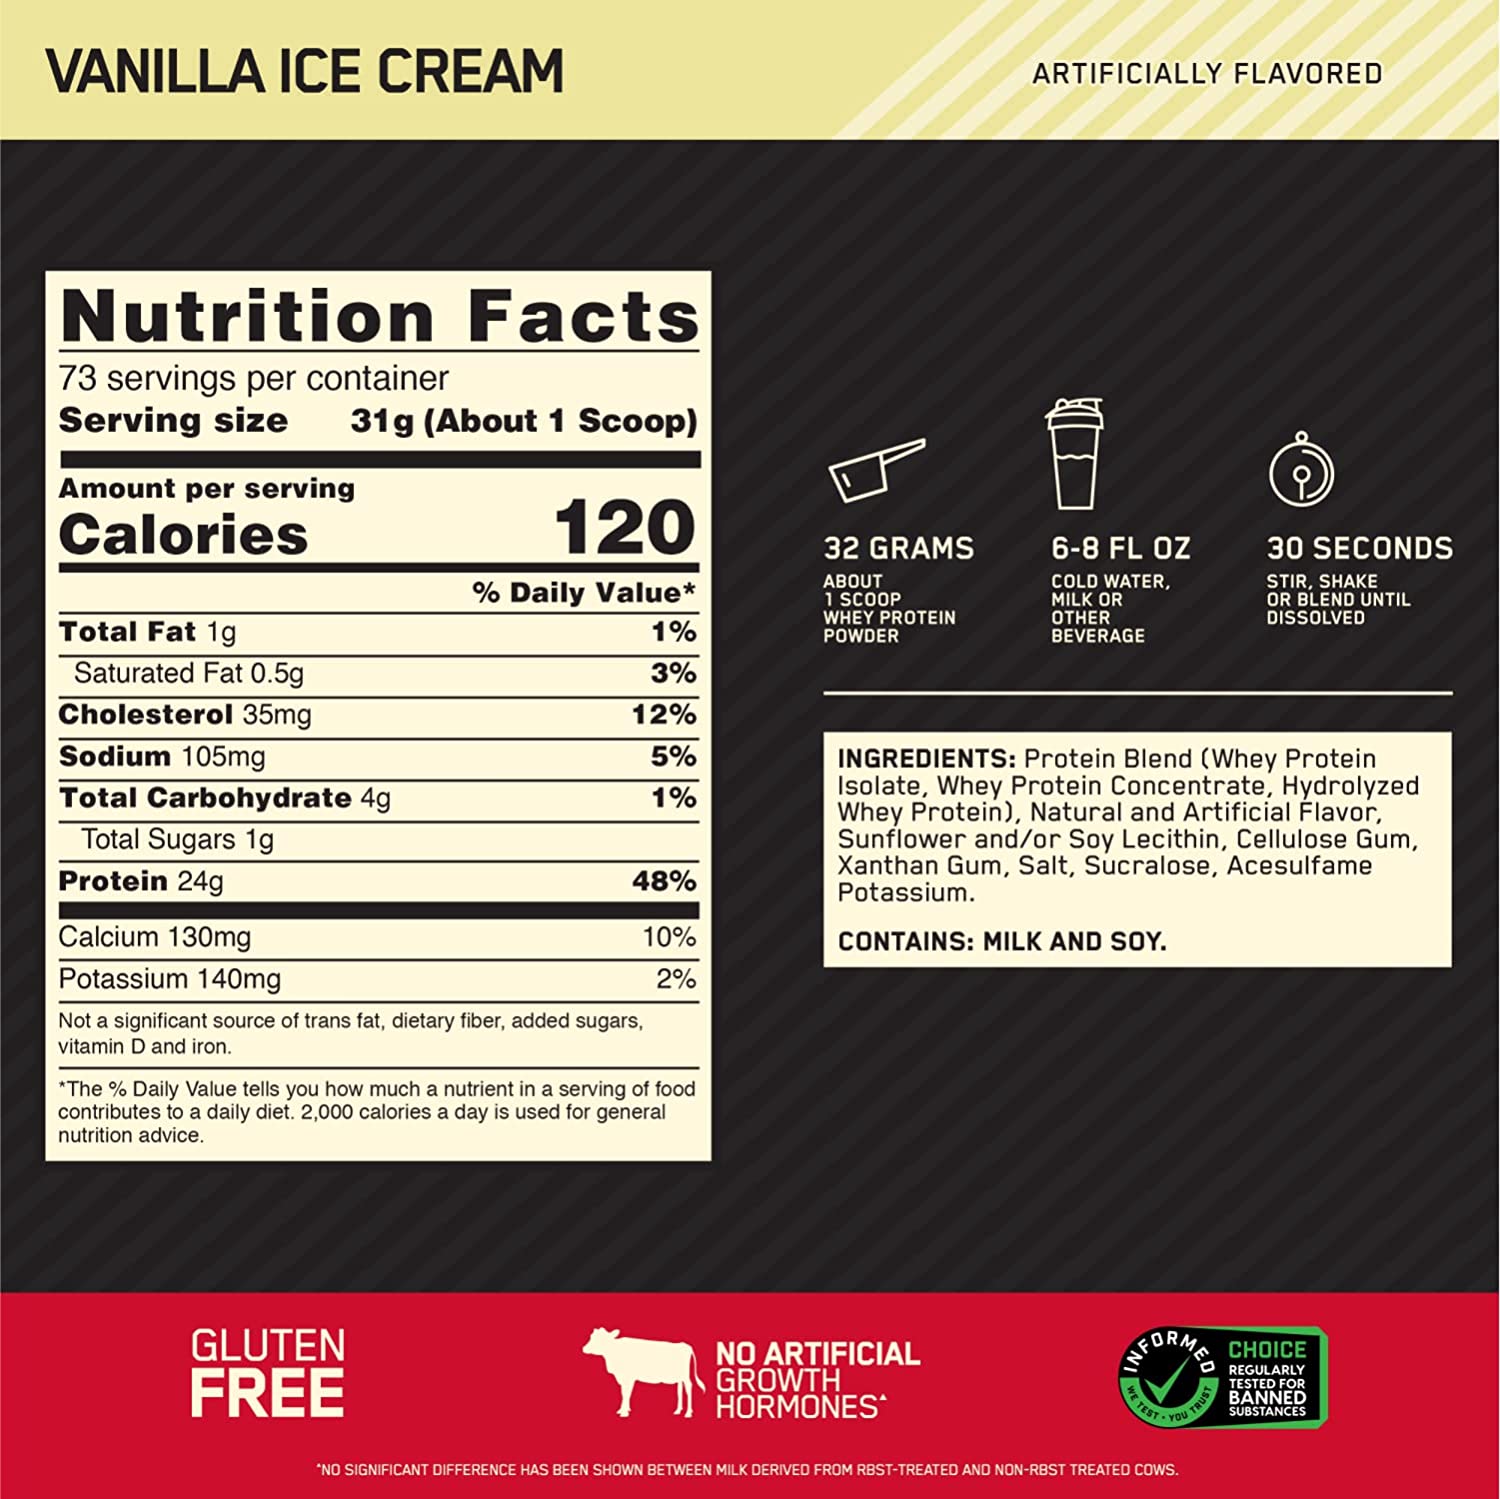 VANILLA ICE CREAM
ARTIFICIALLY FLAVORED
Nutrition Facts
73 servings per container
Serving size 31g (About 1 Scoop)
Amount per serving
Calories 120
% Daily Value*
Total Fat 1g 1%
Saturated Fat 0.5g 3%
Cholesterol 35mg 12%
Sodium 105mg 5%
Total Carbohydrate 4g 1%
Total Sugars 1g
Protein 24g 48%
Calcium 130mg 10%
Potassium 140mg 2%
Not a significant source of trans fat, dietary fiber, added sugars,
vitamin D and iron.
*The % Daily Value tells you how much a nutrient in a serving of food
contributes to a daily diet. 2,000 calories a day is used for general
nutrition advice.
32 GRAMS
ABOUT
1 SCOOP
WHEY PROTEIN
POWDER
6-8 FL OZ
COLD WATER,
MILK OR
OTHER
BEVERAGE
30 SECONDS
STIR, SHAKE
OR BLEND UNTIL
DISSOLVED
INGREDIENTS: Protein Blend (Whey Protein
Isolate, Whey Protein Concentrate, Hydrolyzed
Whey Protein), Natural and Artificial Flavor,
Sunflower and/or Soy Lecithin, Cellulose Gum,
Xanthan Gum, Salt, Sucralose, Acesulfame
Potassium.
CONTAINS: MILK AND SOY.
GLUTEN
FREE
NO ARTIFICIAL
GROWTH
HORMONES▲
INFORMED
WE TEST • YOU TRUST
CHOICE
REGULARLY
TESTED FOR
BANNED
SUBSTANCES
▲NO SIGNIFICANT DIFFERENCE HAS BEEN SHOWN BETWEEN MILK DERIVED FROM RBST-TREATED AND NON-RBST TREATED COWS.